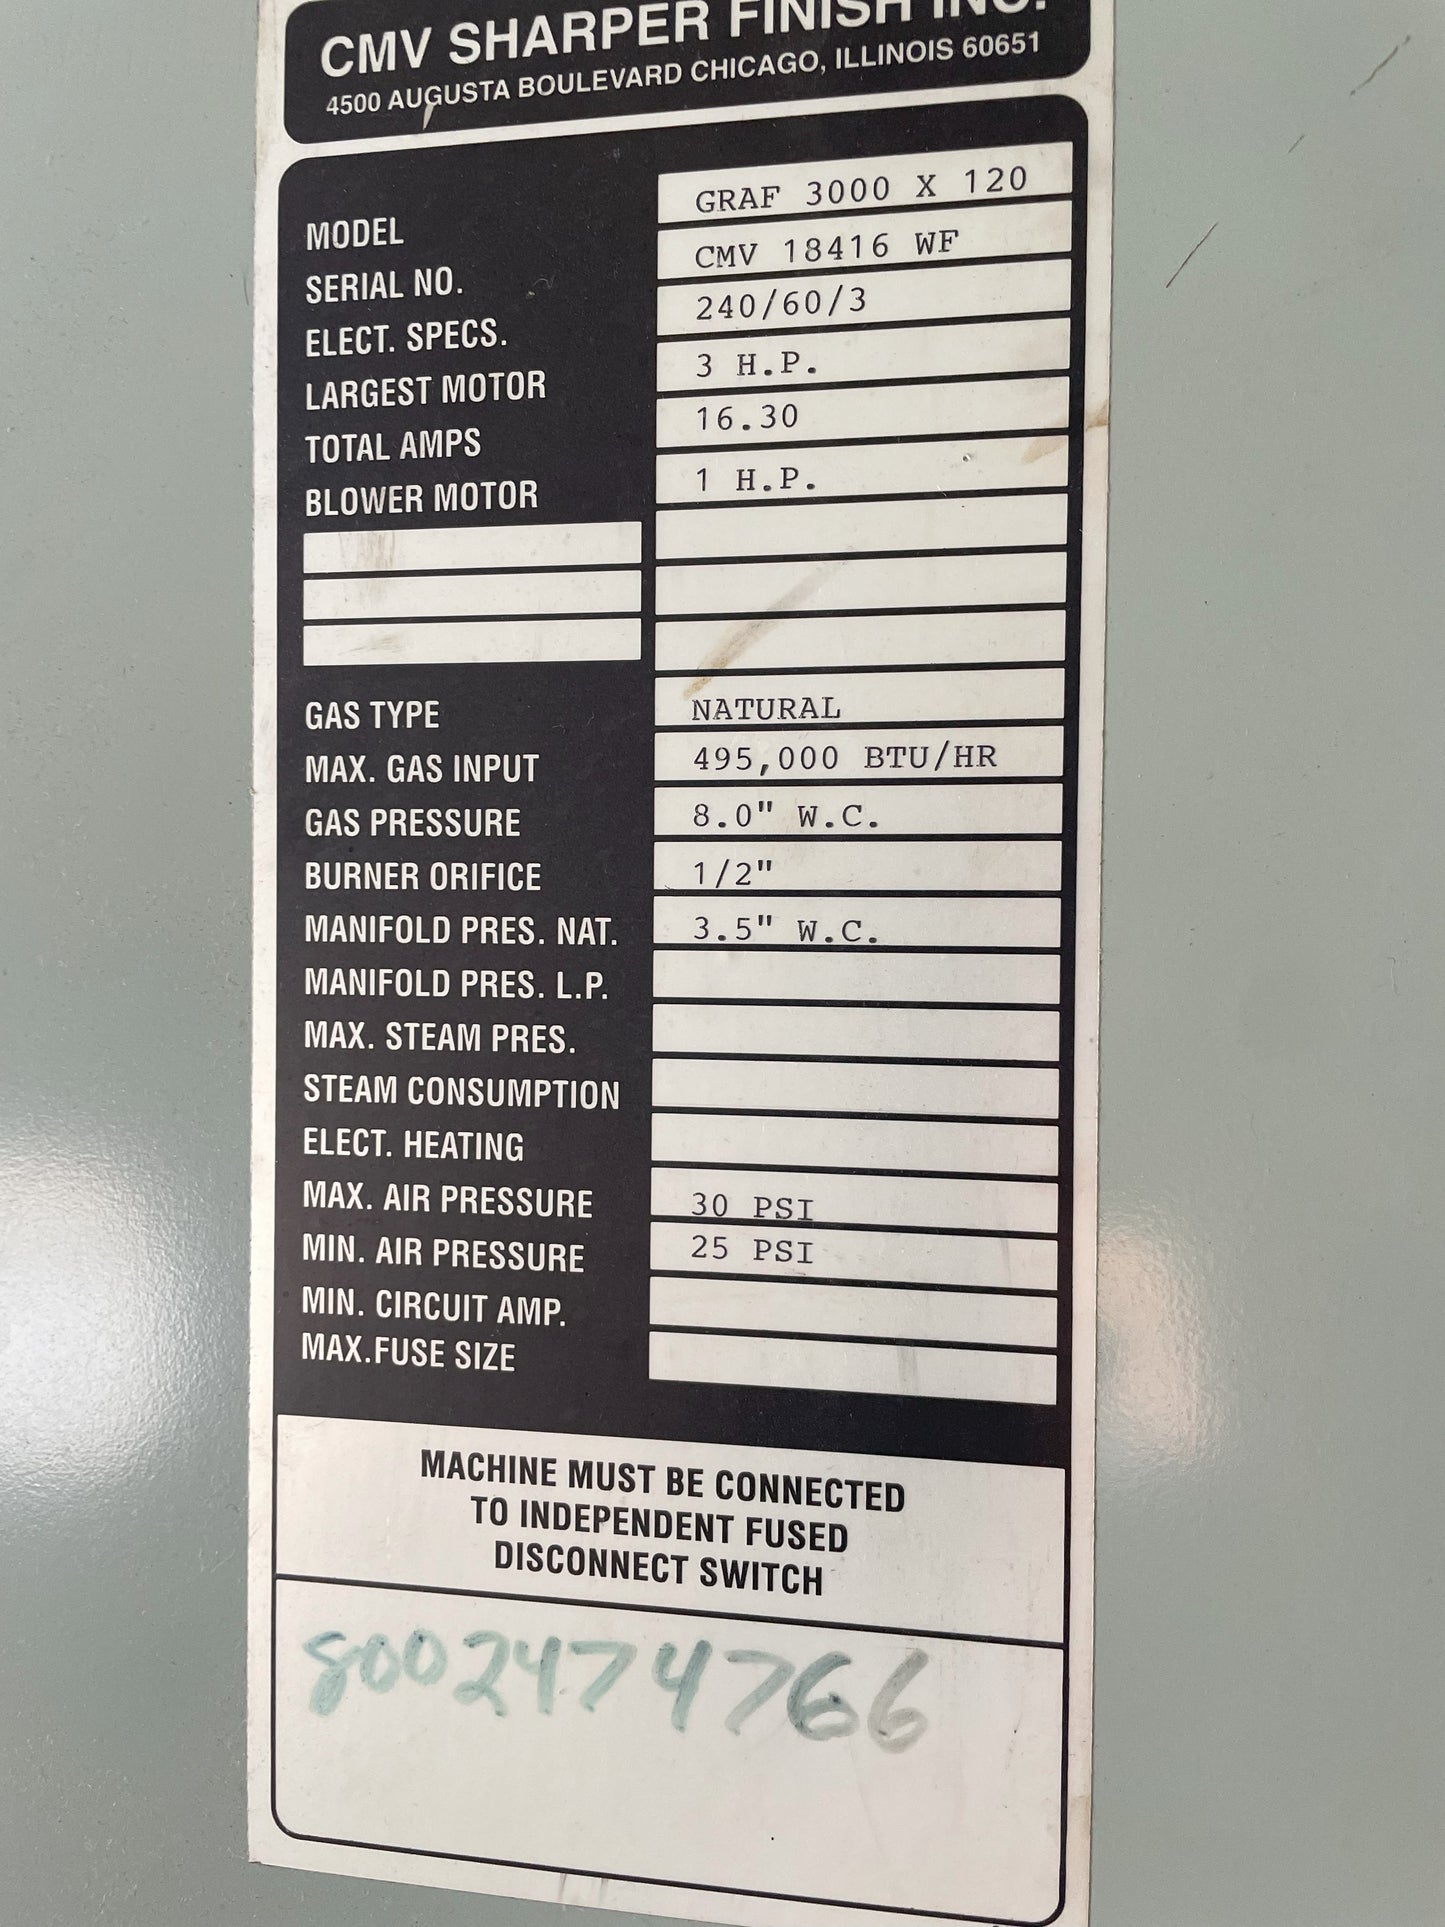 CMV SHARPER FINISH INC.
4500 AUGUSTA BOULEVARD CHICAGO, ILLINOIS 60651
MODEL GRAF 3000 X 120
SERIAL NO. CMV 18416 WF
ELECT. SPECS. 240/60/3
LARGEST MOTOR 3 H.P.
TOTAL AMPS 16.30
BLOWER MOTOR 1 H.P.
GAS TYPE NATURAL
MAX. GAS INPUT 495,000 BTU/HR
GAS PRESSURE 8.0" W.C.
BURNER ORIFICE 1/2"
MANIFOLD PRES. NAT. 3.5" W.C.
MANIFOLD PRES. L.P.
MAX. STEAM PRES.
STEAM CONSUMPTION
ELECT. HEATING
MAX. AIR PRESSURE 30 PSI
MIN. AIR PRESSURE 25 PSI
MIN. CIRCUIT AMP.
MAX.FUSE SIZE
MACHINE MUST BE CONNECTED
TO INDEPENDENT FUSED
DISCONNECT SWITCH
8002474766